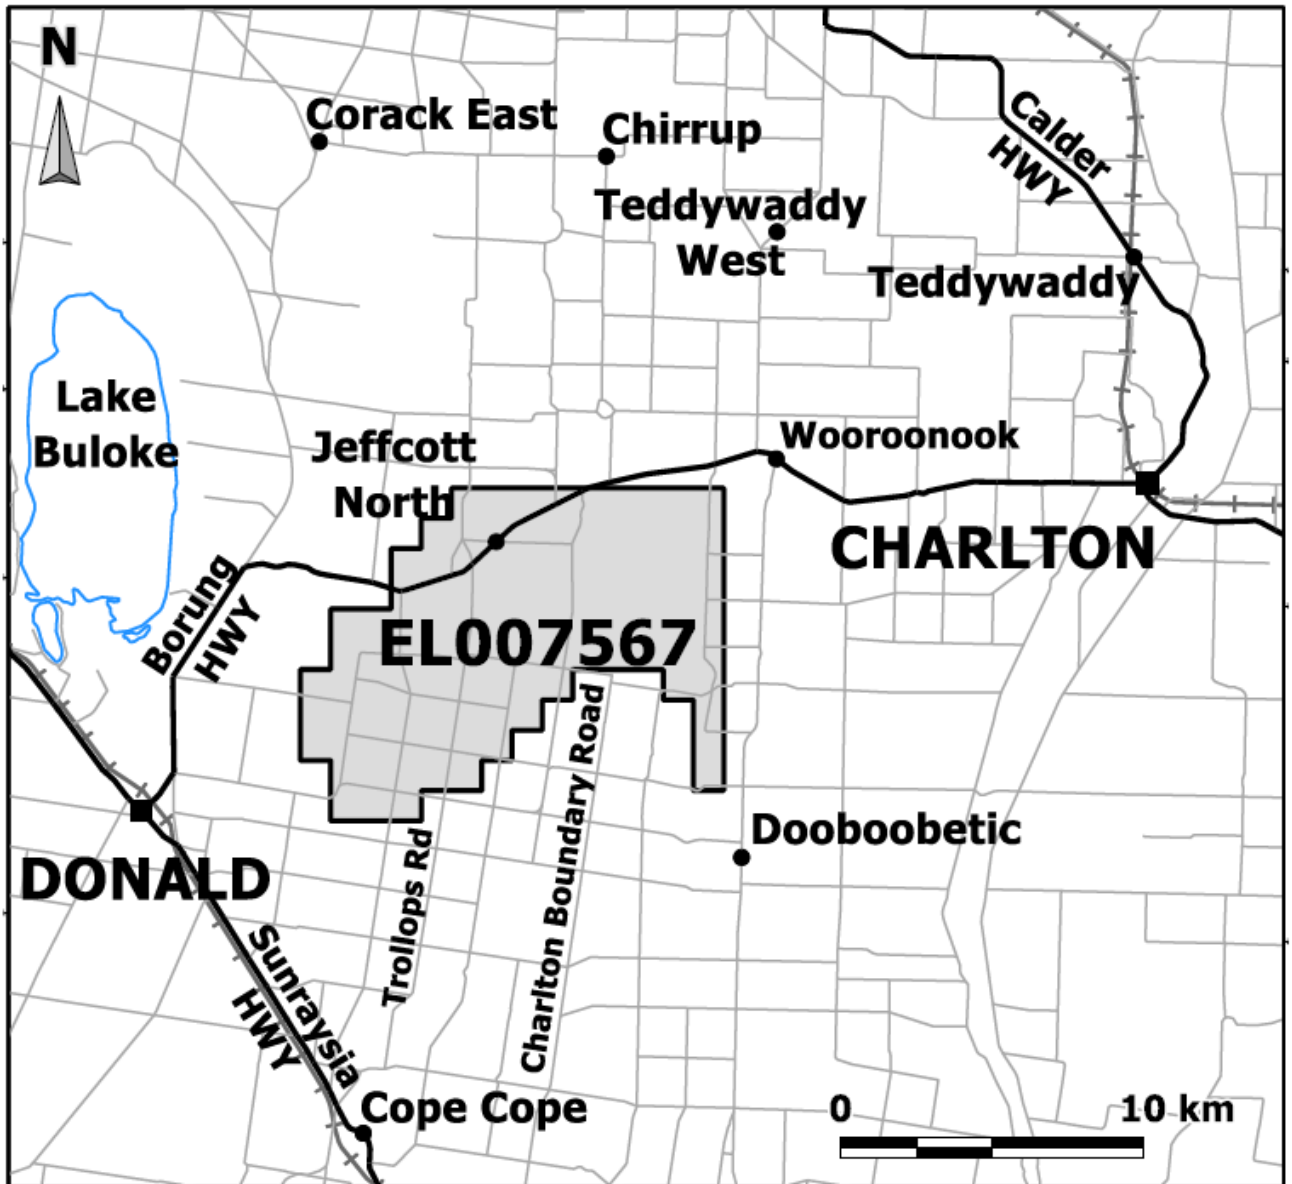 N
Corack East
Chirrup
Calder
HWY
Teddywaddy
West
Teddywaddy
Lake
Buloke
Jeffcott
North
Wooroonook
CHARLTON
Borung
HWY
EL007567
Charlton Boundary Road
Trollops Rd
Dooboobetic
DONALD
Sunraysia
HWY
Cope Cope
0 10 km